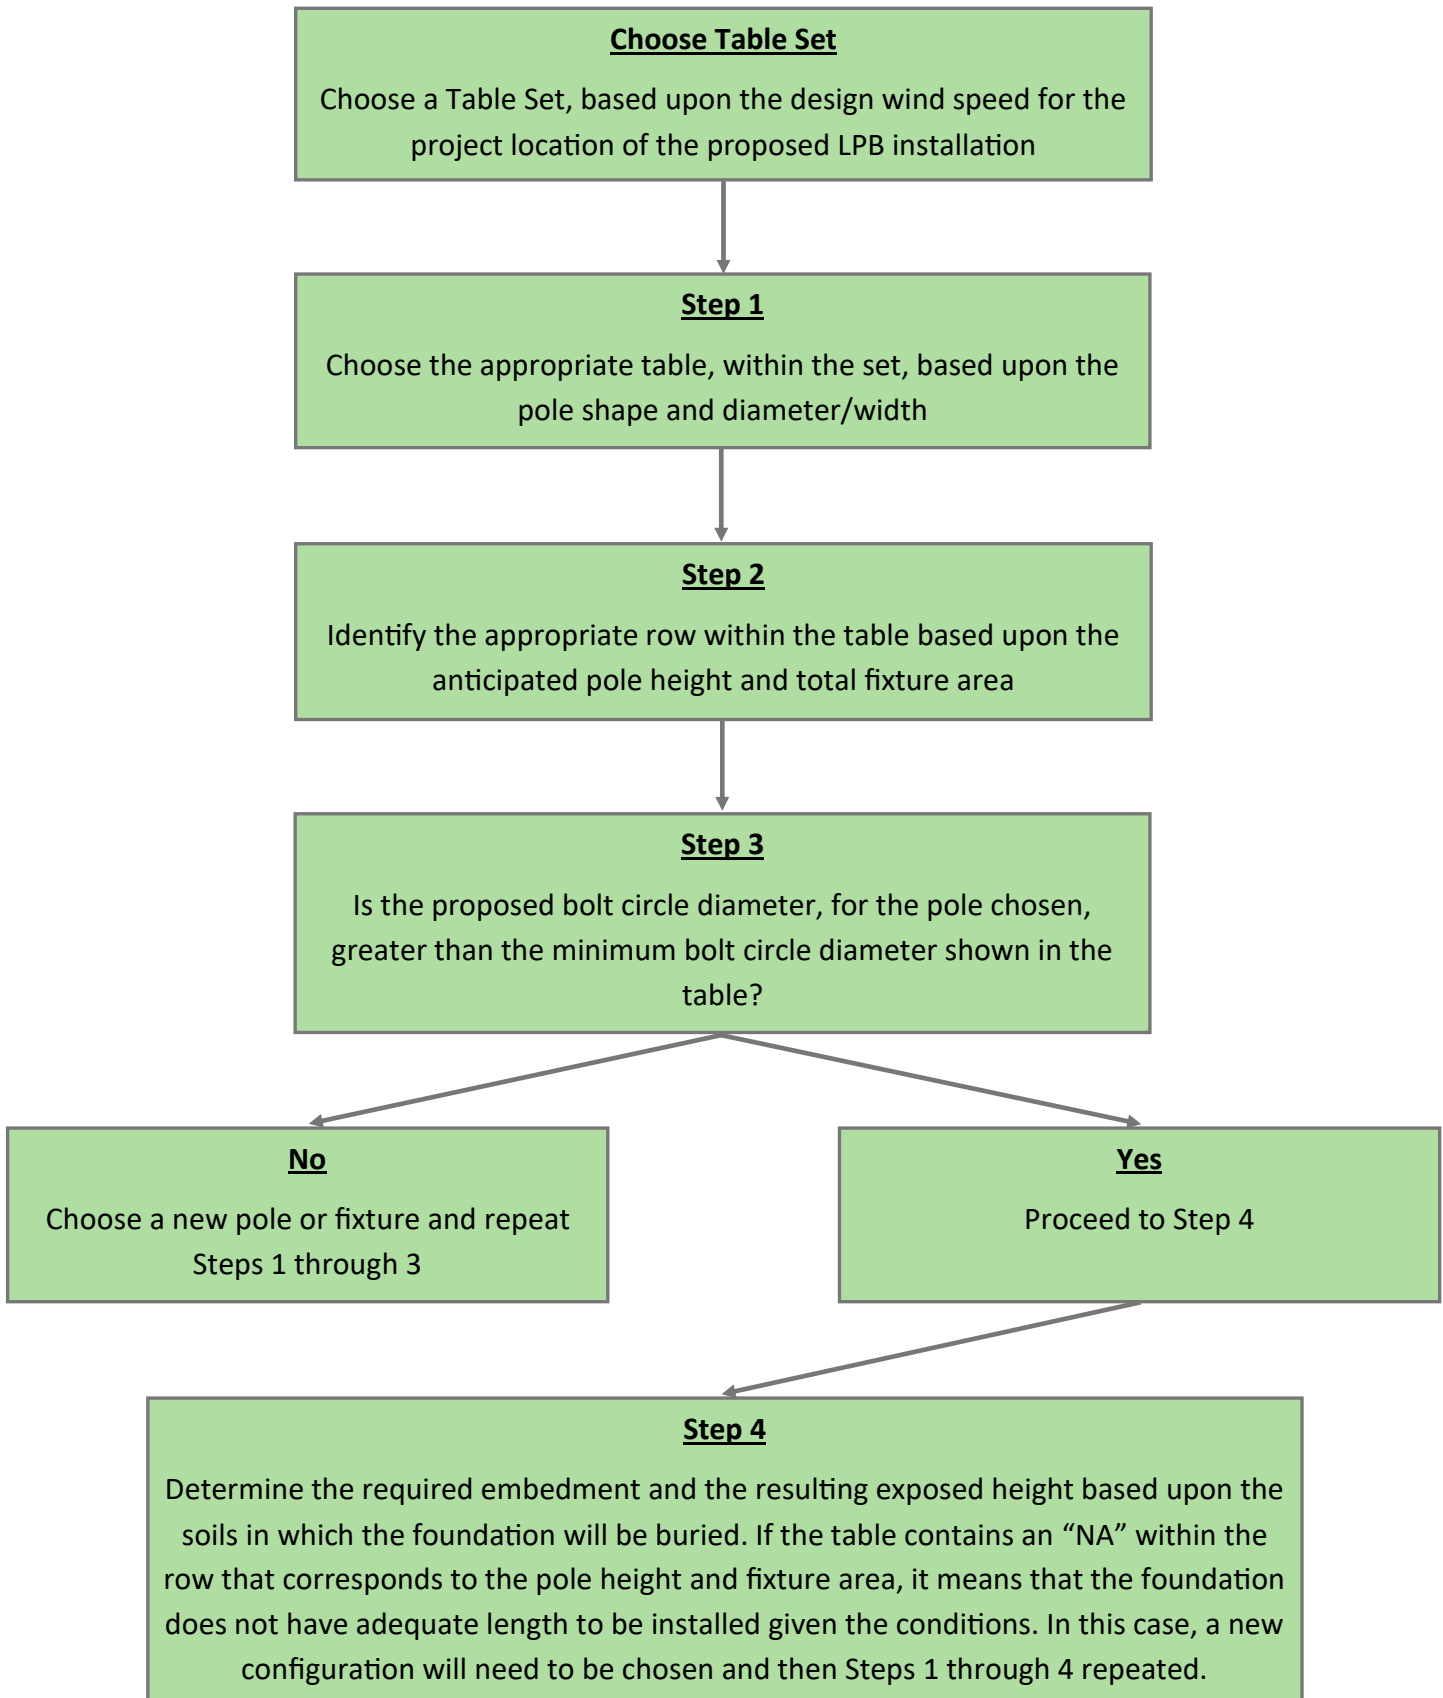 Choose Table Set
Choose a Table Set, based upon the design wind speed for the
project location of the proposed LPB installation
Step 1
Choose the appropriate table, within the set, based upon the
pole shape and diameter/width
Step 2
Identify the appropriate row within the table based upon the
anticipated pole height and total fixture area
Step 3
Is the proposed bolt circle diameter, for the pole chosen,
greater than the minimum bolt circle diameter shown in the
table?
No
Choose a new pole or fixture and repeat
Steps 1 through 3
Yes
Proceed to Step 4
Step 4
Determine the required embedment and the resulting exposed height based upon the
soils in which the foundation will be buried. If the table contains an “NA” within the
row that corresponds to the pole height and fixture area, it means that the foundation
does not have adequate length to be installed given the conditions. In this case, a new
configuration will need to be chosen and then Steps 1 through 4 repeated.